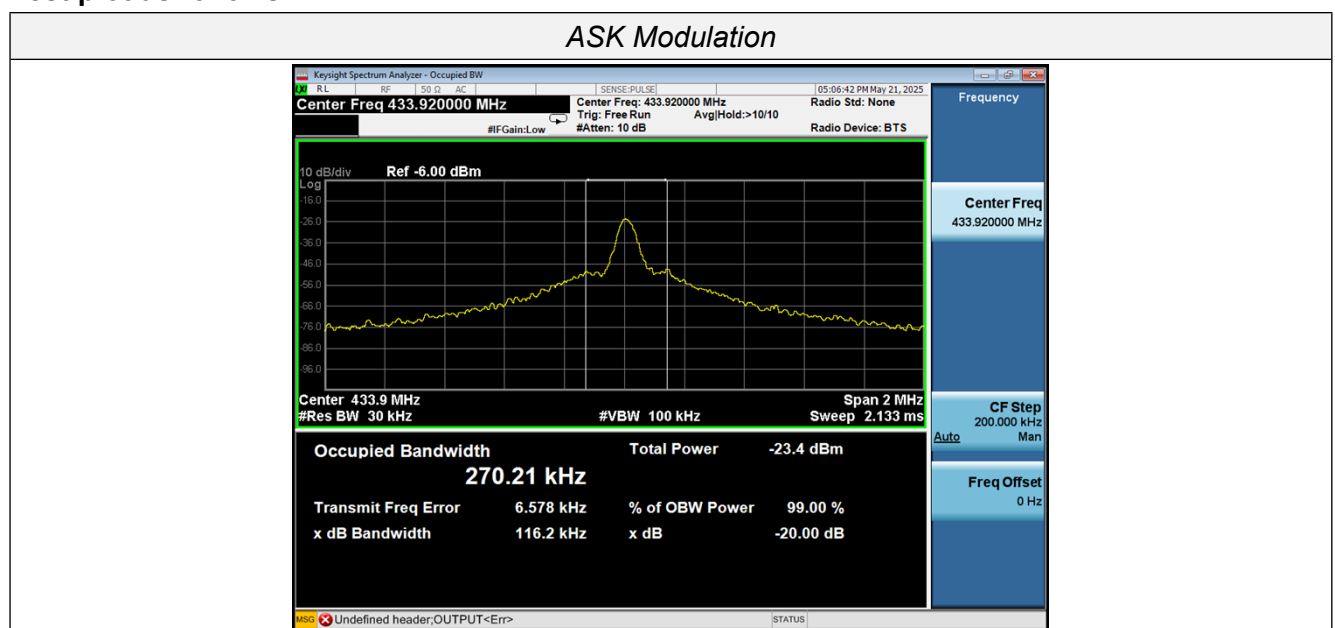 ASK Modulation
Keysight Spectrum Analyzer - Occupied BW
RL RF 50 Ω AC SENSE:PULSE 05:06:42 PM May 21, 2025
Center Freq 433.920000 MHz Center Freq: 433.920000 MHz Radio Std: None Frequency
Trig: Free Run Avg|Hold:>10/10
#IFGain:Low #Atten: 10 dB Radio Device: BTS
10 dB/div Ref -6.00 dBm
Log
-16.0
-26.0
-36.0
-46.0
-56.0
-66.0
-76.0
-86.0
-96.0
Center Freq
433.920000 MHz
Center 433.9 MHz Span 2 MHz
#Res BW 30 kHz #VBW 100 kHz Sweep 2.133 ms
CF Step
200.000 kHz
Auto Man
Occupied Bandwidth Total Power -23.4 dBm
270.21 kHz
Transmit Freq Error 6.578 kHz % of OBW Power 99.00 %
x dB Bandwidth 116.2 kHz x dB -20.00 dB
Freq Offset
0 Hz
MSG Undefined header;OUTPUT<Err> STATUS